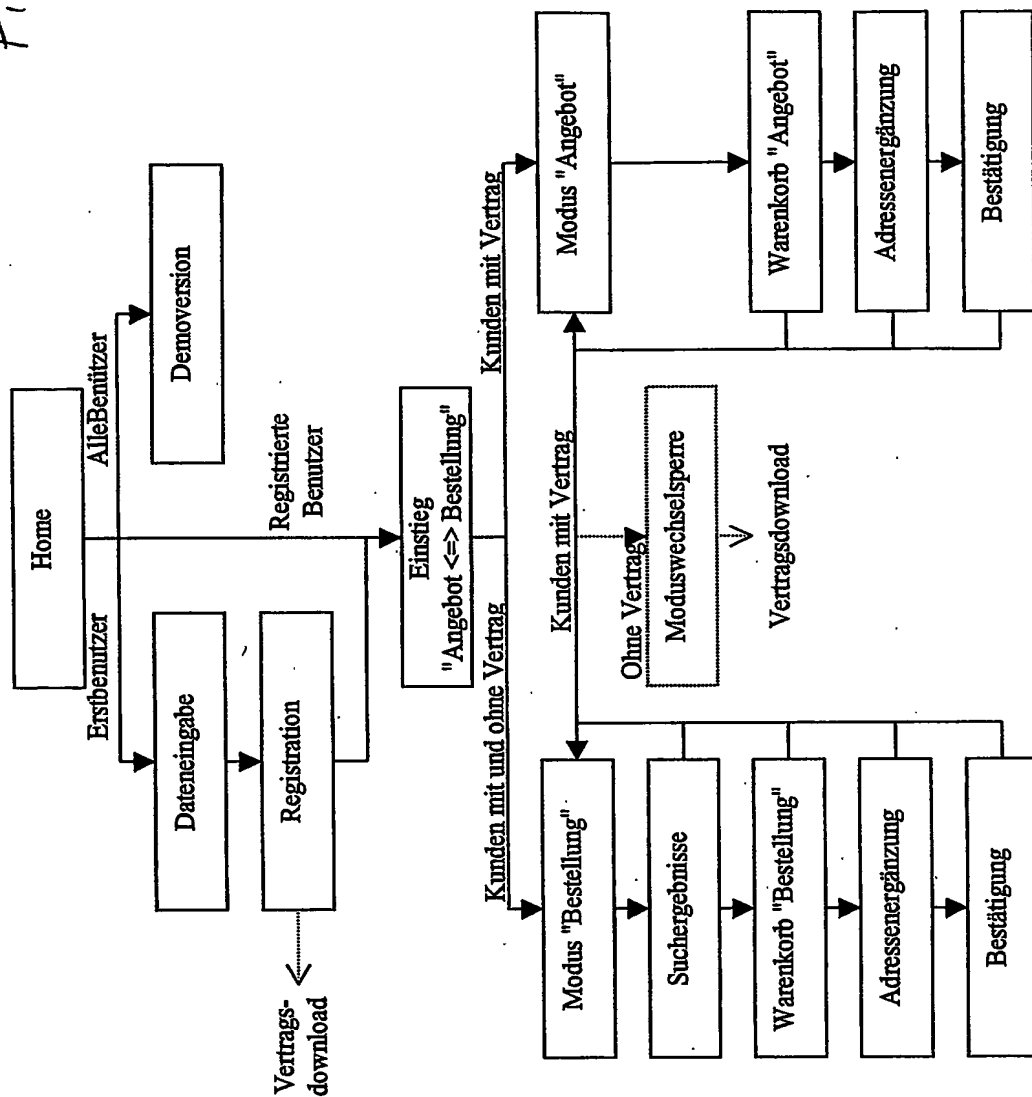 Home
Erstbenutzer
AlleBenützer
Dateneingabe
Demoversion
Registration
Registrierte
Benutzer
Vertrags-
download
Einstieg
"Angebot <=> Bestellung"
Kunden mit und ohne Vertrag
Kunden mit Vertrag
Modus "Bestellung"
Kunden mit Vertrag
Modus "Angebot"
Suchergebnisse
Ohne Vertrag
Moduswechselsperre
Warenkorb "Bestellung"
Vertragsdownload
Warenkorb "Angebot"
Adressenergänzung
Adressenergänzung
Bestätigung
Bestätigung